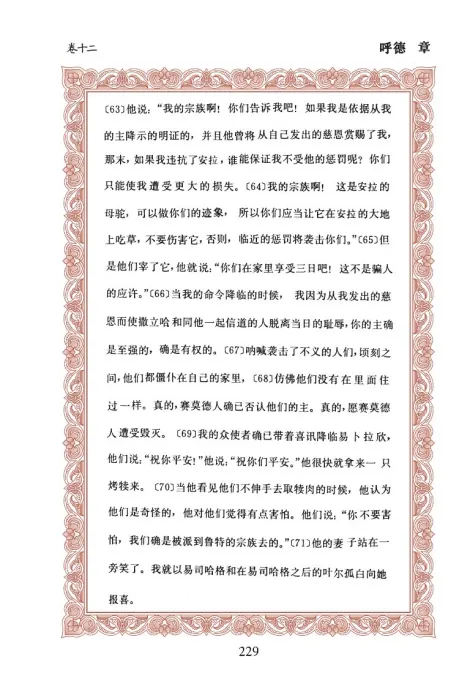 卷十二
呼德 章
〔63〕他说:“我的宗族啊! 你们告诉我吧! 如果我是依据从我
的主降示的明证的,并且他曾将从自己发出的慈恩赏赐了我,
那末,如果我违抗了安拉,谁能保证我不受他的惩罚呢? 你们
只能使我遭受更大的损失。〔64〕我的宗族啊! 这是安拉的
母驼,可以做你们的迹象, 所以你们应当让它在安拉的大地
上吃草,不要伤害它,否则,临近的惩罚将袭击你们。”〔65〕但
是他们宰了它,他就说:“你们在家里享受三日吧! 这不是骗人
的应许。”〔66〕当我的命令降临的时候, 我因为从我发出的慈
恩而使撒立哈和同他一起信道的人脱离当日的耻辱,你的主确
是至强的,确是有权的。〔67〕呐喊袭击了不义的人们,顷刻之
间,他们都僵仆在自己的家里,〔68〕仿佛他们没有在里面住
过一样。真的,赛莫德人确已否认他们的主。真的,愿赛莫德
人遭受毁灭。〔69〕我的众使者确已带着喜讯降临易卜拉欣,
他们说:“祝你平安!”他说:“祝你们平安。”他很快就拿来一只
烤犊来。〔70〕当他看见他们不伸手去取犊肉的时候,他认为
他们是奇怪的,他对他们觉得有点害怕。他们说:“你不要害
怕,我们确是被派到鲁特的宗族去的。”〔71〕他的妻子站在一
旁笑了。我就以易司哈格和在易司哈格之后的叶尔孤白向她
报喜。
229